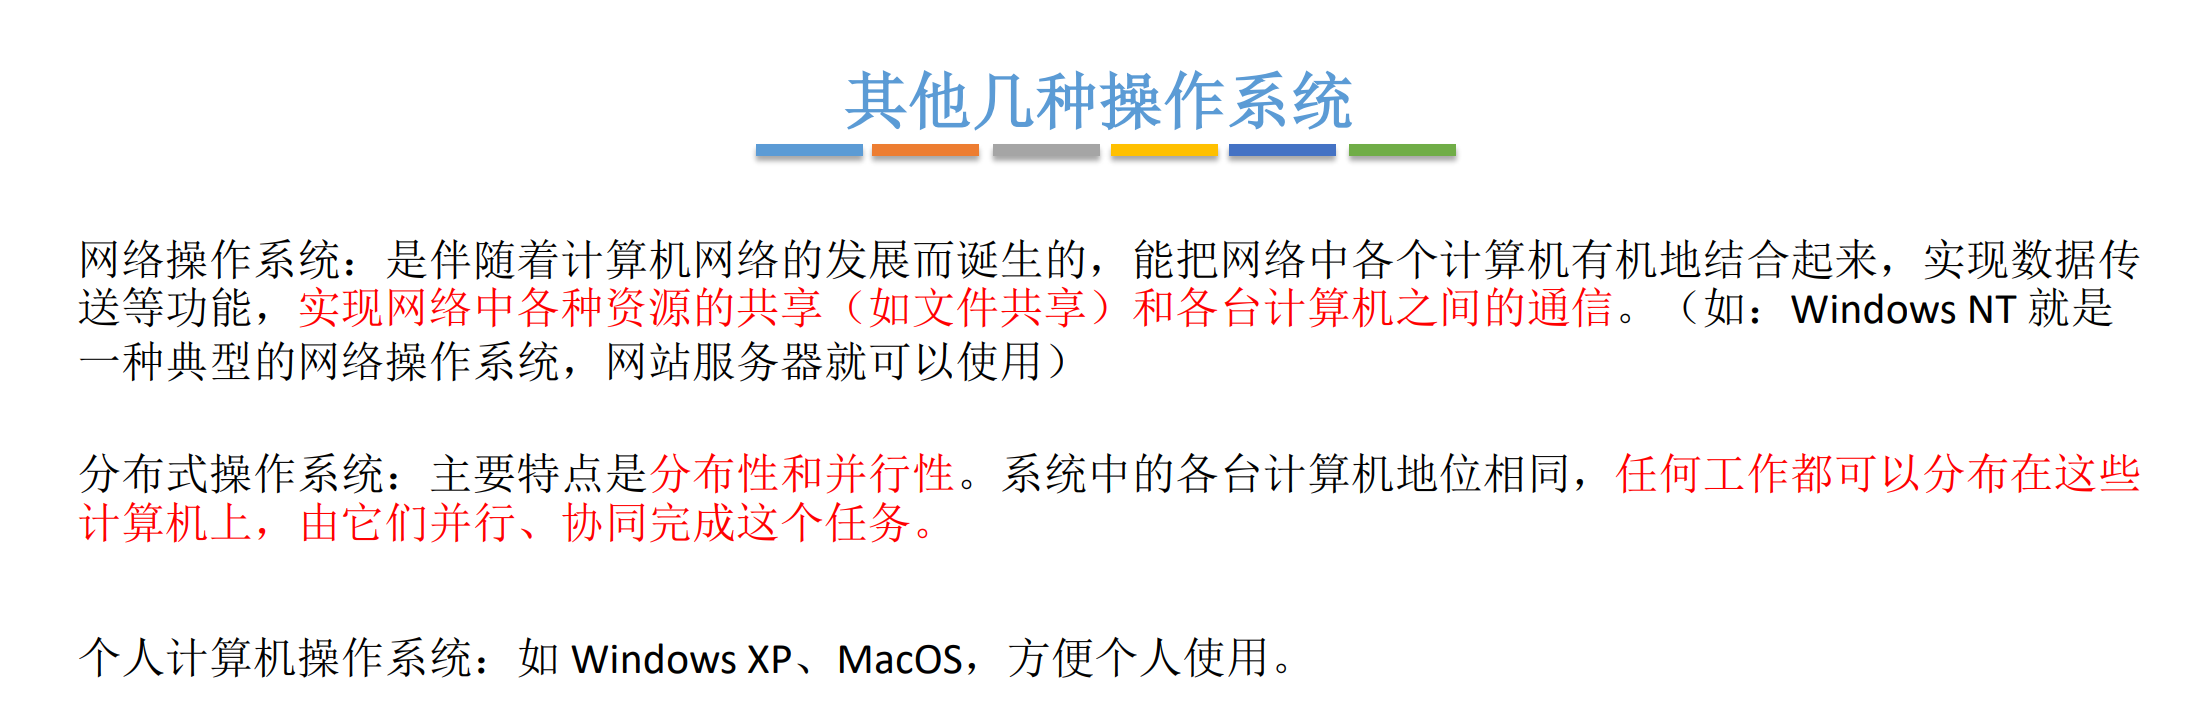 其他几种操作系统
网络操作系统：是伴随着计算机网络的发展而诞生的，能把网络中各个计算机有机地结合起来，实现数据传
送等功能，实现网络中各种资源的共享（如文件共享）和各台计算机之间的通信。（如：Windows NT 就是
一种典型的网络操作系统，网站服务器就可以使用）
分布式操作系统：主要特点是分布性和并行性。系统中的各台计算机地位相同，任何工作都可以分布在这些
计算机上，由它们并行、协同完成这个任务。
个人计算机操作系统：如 Windows XP、MacOS，方便个人使用。